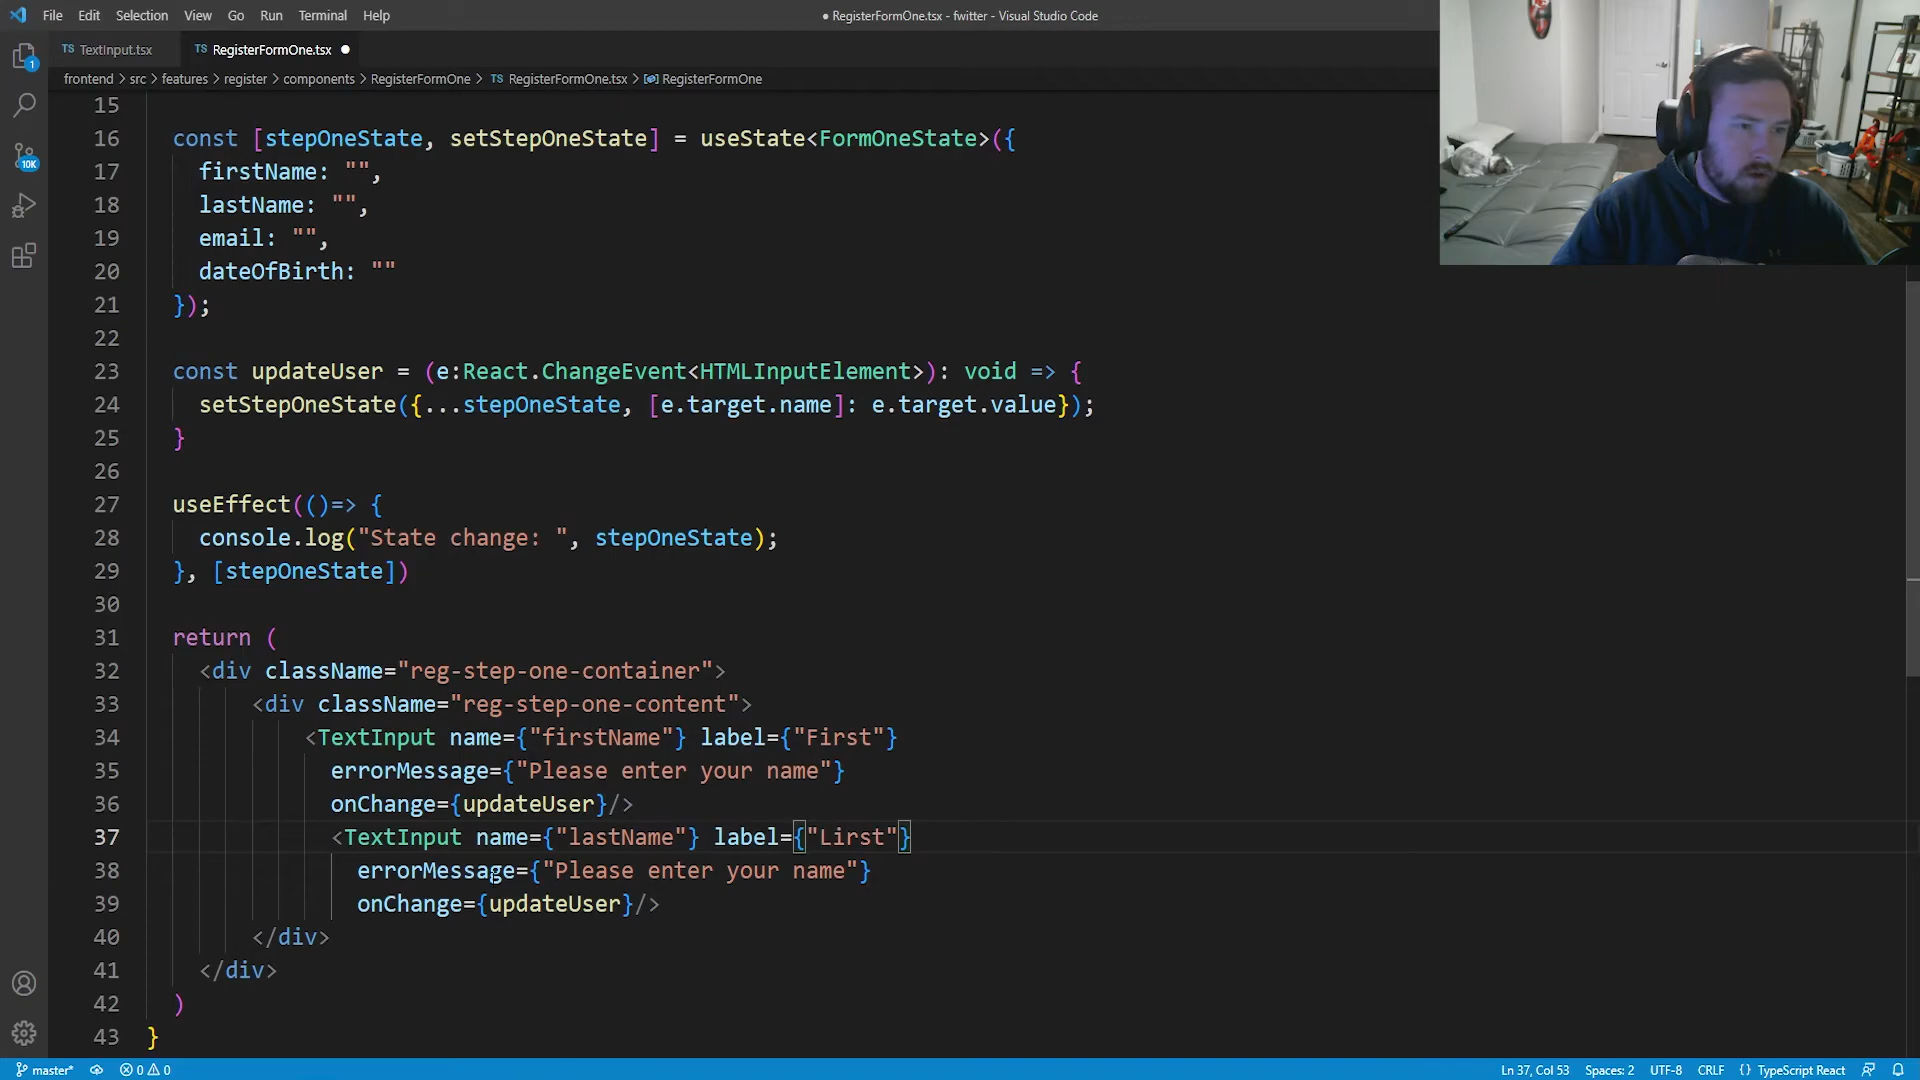 File Edit Selection View Go Run Terminal Help
● RegisterFormOne.tsx - fwitter - Visual Studio Code
TS TextInput.tsx
TS RegisterFormOne.tsx ●
frontend > src > features > register > components > RegisterFormOne > TS RegisterFormOne.tsx > RegisterFormOne
1
10K
15
16 const [stepOneState, setStepOneState] = useState<FormOneState>({
17 firstName: "",
18 lastName: "",
19 email: "",
20 dateOfBirth: ""
21 });
22
23 const updateUser = (e:React.ChangeEvent<HTMLInputElement>): void => {
24 setStepOneState({...stepOneState, [e.target.name]: e.target.value});
25 }
26
27 useEffect(()=> {
28 console.log("State change: ", stepOneState);
29 }, [stepOneState])
30
31 return (
32 <div className="reg-step-one-container">
33 <div className="reg-step-one-content">
34 <TextInput name={"firstName"} label={"First"}
35 errorMessage={"Please enter your name"}
36 onChange={updateUser}/>
37 <TextInput name={"lastName"} label={"Lirst"}
38 errorMessage={"Please enter your name"}
39 onChange={updateUser}/>
40 </div>
41 </div>
42 )
43 }
master* 0 0 Ln 37, Col 53 Spaces: 2 UTF-8 CRLF {} TypeScript React